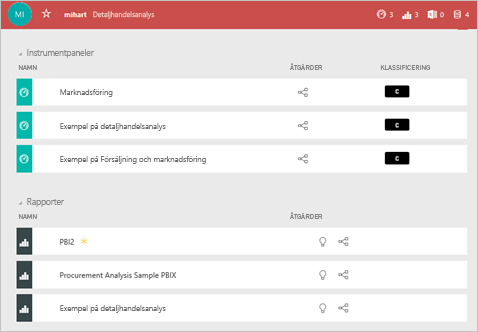 MI mihart Detaljhandelsanalys 3 3 0 4
Instrumentpaneler
NAMN ÅTGÄRDER KLASSIFICERING
Marknadsföring C
Exempel på detaljhandelsanalys C
Exempel på Försäljning och marknadsföring C
Rapporter
NAMN ÅTGÄRDER
PBI2
Procurement Analysis Sample PBIX
Exempel på detaljhandelsanalys